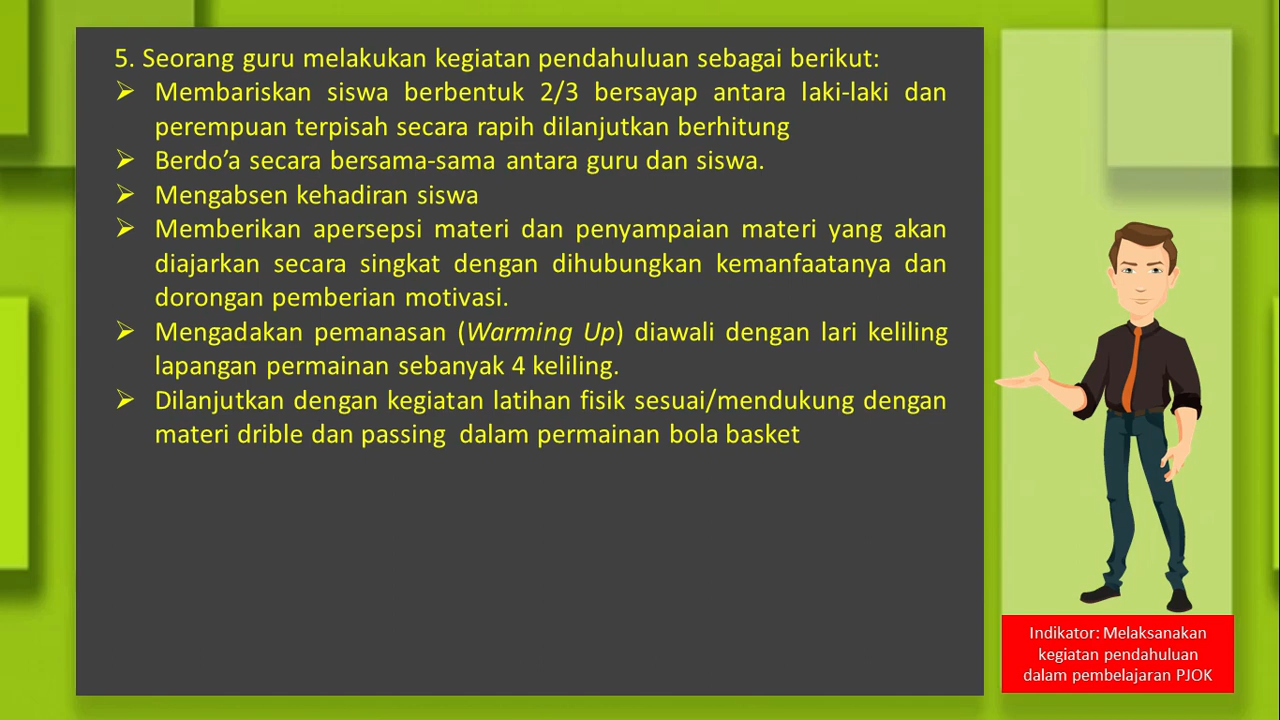 5. Seorang guru melakukan kegiatan pendahuluan sebagai berikut:
➢ Membariskan siswa berbentuk 2/3 bersayap antara laki-laki dan
perempuan terpisah secara rapih dilanjutkan berhitung
➢ Berdo’a secara bersama-sama antara guru dan siswa.
➢ Mengabsen kehadiran siswa
➢ Memberikan apersepsi materi dan penyampaian materi yang akan
diajarkan secara singkat dengan dihubungkan kemanfaatanya dan
dorongan pemberian motivasi.
➢ Mengadakan pemanasan (Warming Up) diawali dengan lari keliling
lapangan permainan sebanyak 4 keliling.
➢ Dilanjutkan dengan kegiatan latihan fisik sesuai/mendukung dengan
materi drible dan passing  dalam permainan bola basket
Indikator: Melaksanakan
kegiatan pendahuluan
dalam pembelajaran PJOK